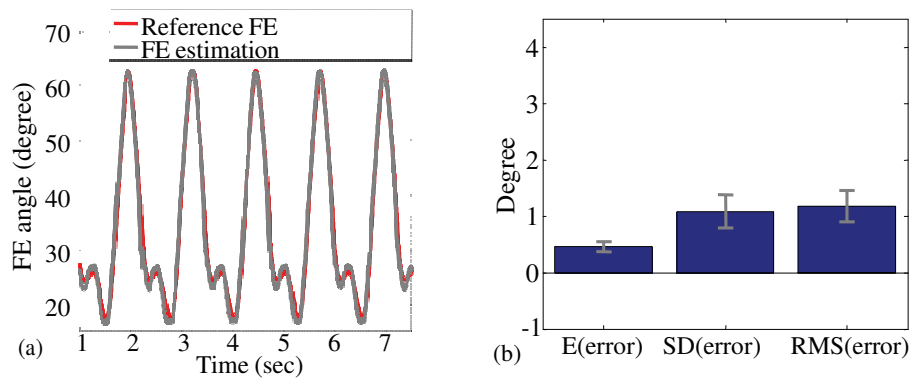 Reference FE
FE estimation
70
60
50
40
30
20
FE angle (degree)
1 2 3 4 5 6 7
Time (sec)
(a)
4
3
2
1
0
-1
Degree
E(error) SD(error) RMS(error)
(b)